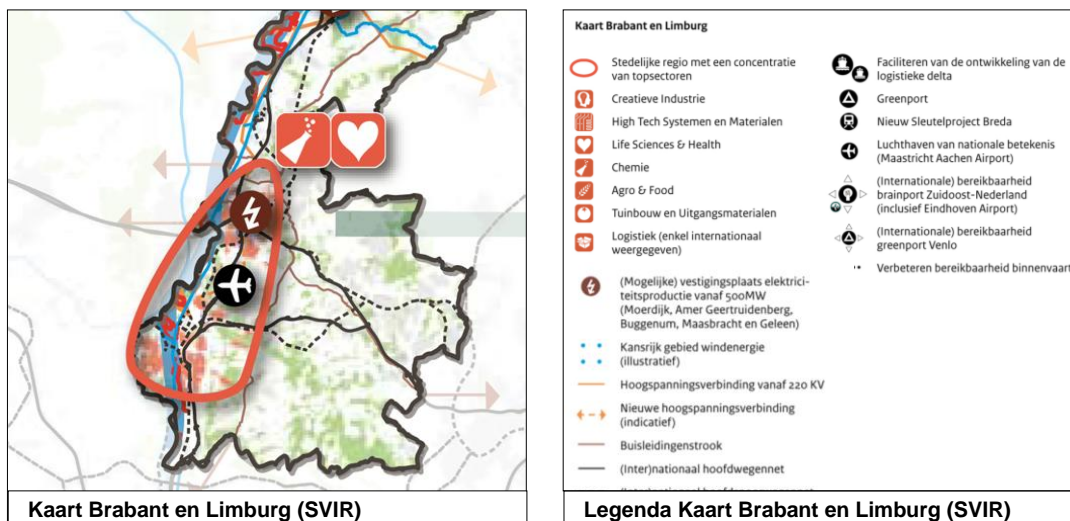 Kaart Brabant en Limburg (SVIR)
Kaart Brabant en Limburg
Stedelijke regio met een concentratie
van topsectoren
Creatieve Industrie
High Tech Systemen en Materialen
Life Sciences & Health
Chemie
Agro & Food
Tuinbouw en Uitgangsmaterialen
Logistiek (enkel internationaal
weergegeven)
(Mogelijke) vestigingsplaats elektrici-
teitsproductie vanaf 500MW
(Moerdijk, Amer Geertruidenberg,
Buggenum, Maasbracht en Geleen)
Kansrijk gebied windenergie
(illustratief)
Hoogspanningsverbinding vanaf 220 KV
Nieuwe hoogspanningsverbinding
(indicatief)
Buisleidingenstrook
(Inter)nationaal hoofdwegennet
Faciliteren van de ontwikkeling van de
logistieke delta
Greenport
Nieuw Sleutelproject Breda
Luchthaven van nationale betekenis
(Maastricht Aachen Airport)
(Internationale) bereikbaarheid
brainport Zuidoost-Nederland
(inclusief Eindhoven Airport)
(Internationale) bereikbaarheid
greenport Venlo
Verbeteren bereikbaarheid binnenvaart
Legenda Kaart Brabant en Limburg (SVIR)